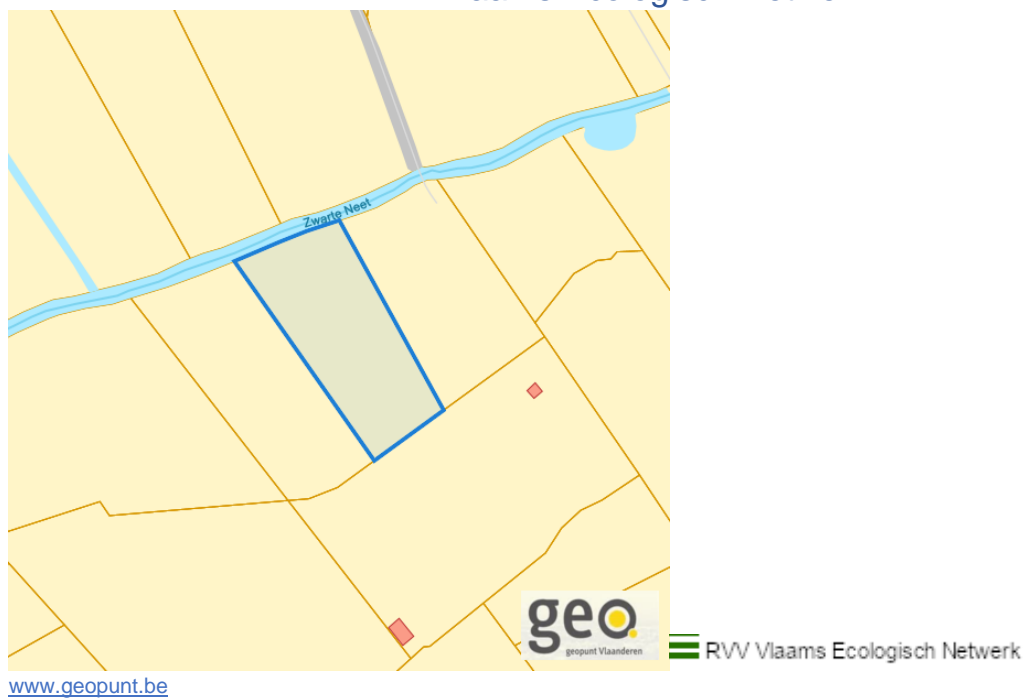 Zwarte Neet
geo
geopunt Vlaanderen
RVV Vlaams Ecologisch Netwerk
www.geopunt.be